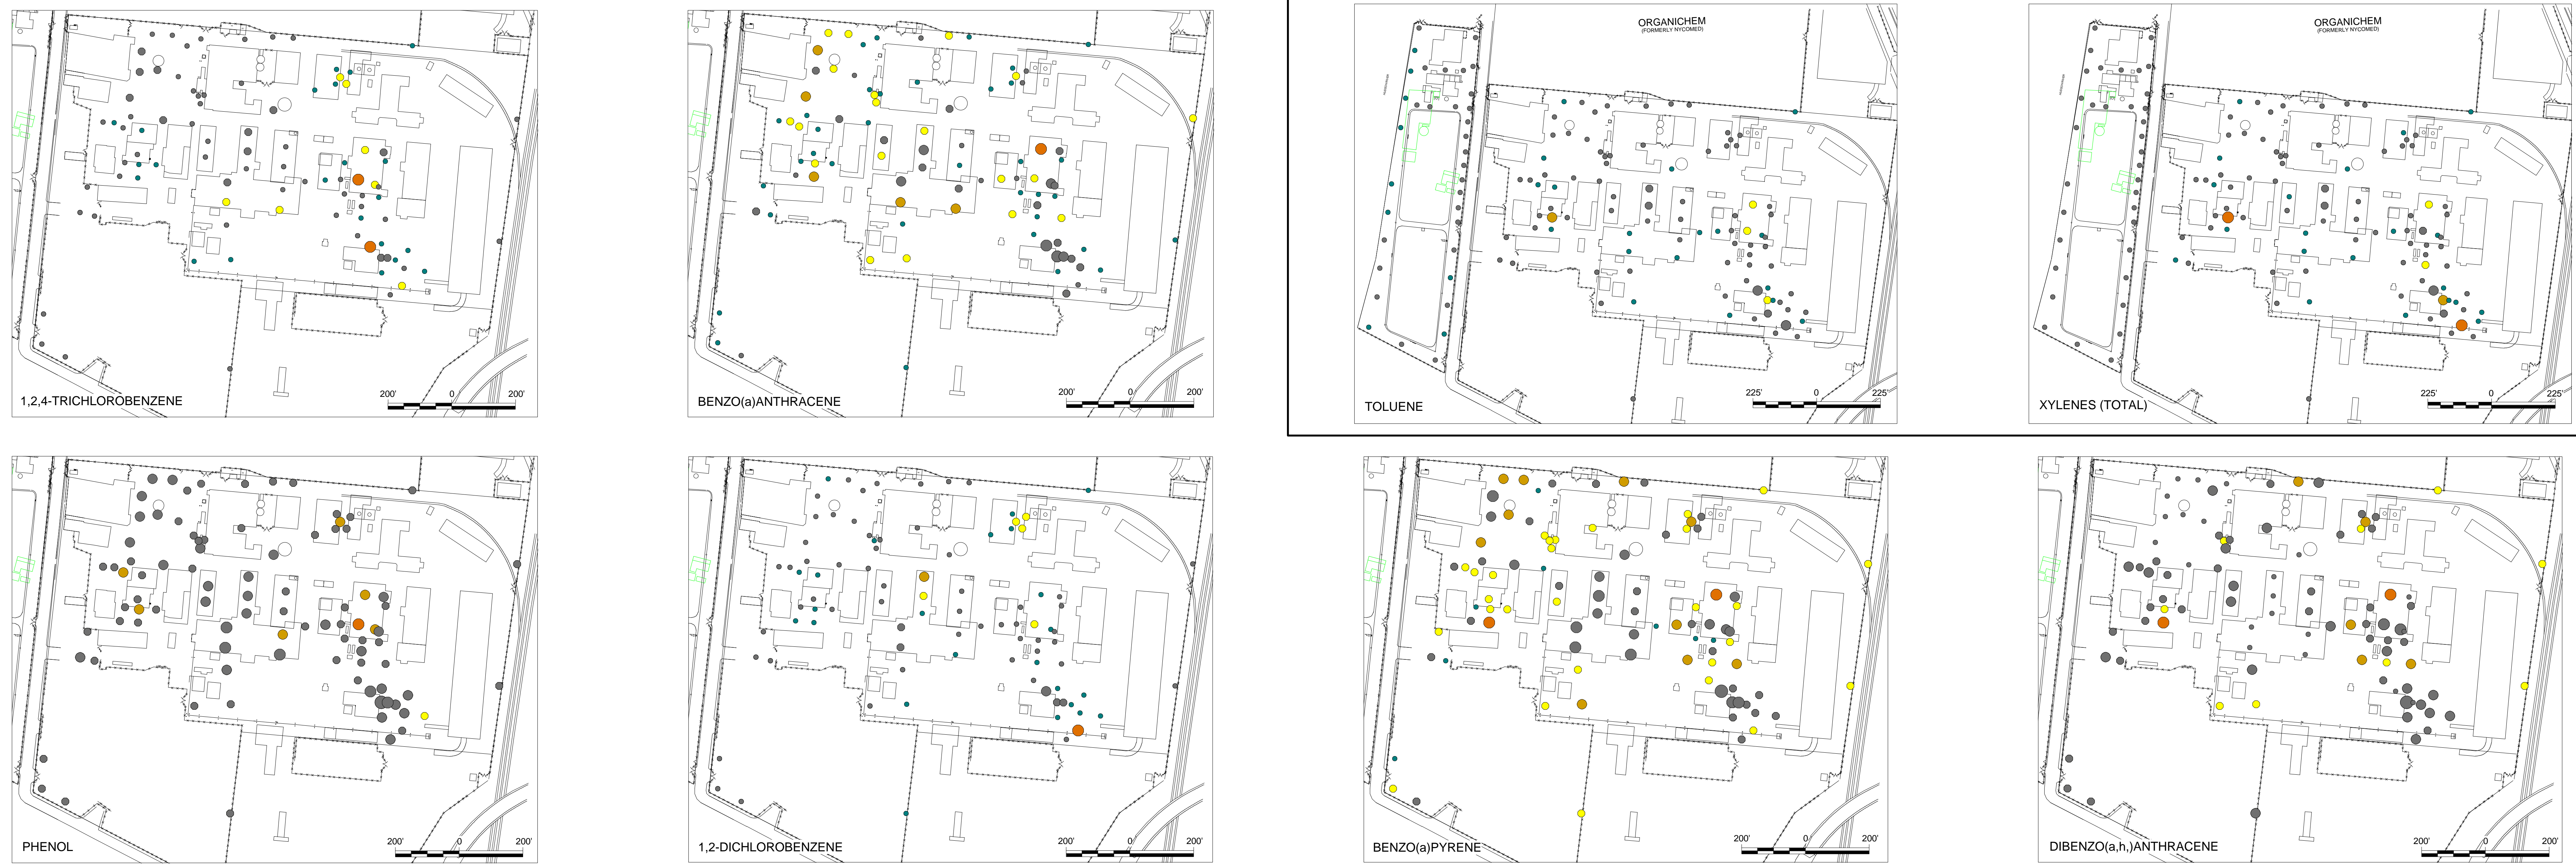 1,2,4-TRICHLOROBENZENE
200' 0 200'
BENZO(a)ANTHRACENE
200' 0 200'
ORGANICHEM
(FORMERLY NYCOMED)
TOLUENE
225' 0 225'
ORGANICHEM
(FORMERLY NYCOMED)
XYLENES (TOTAL)
225' 0 225'
PHENOL
200' 0 200'
1,2-DICHLOROBENZENE
200' 0 200'
BENZO(a)PYRENE
200' 0 200'
DIBENZO(a,h,)ANTHRACENE
200' 0 200'